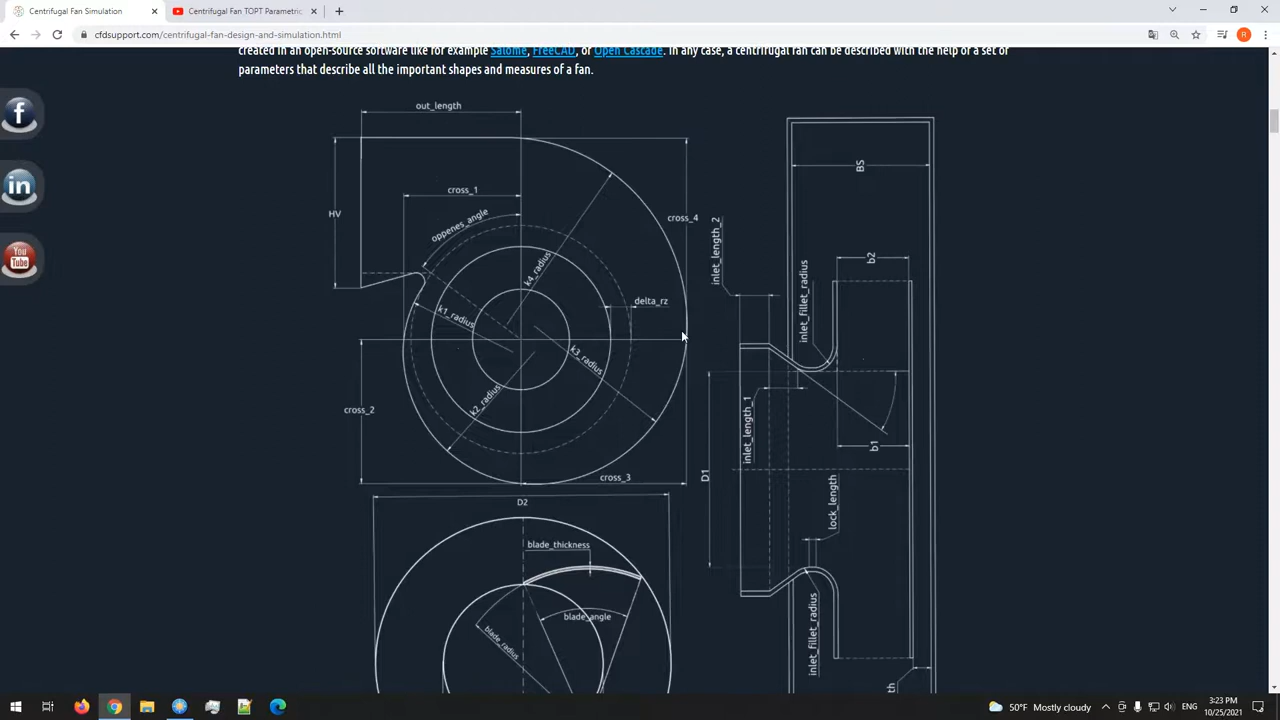 Centrifugal Fan Simulation
Centrifugal Fan TOPT Parametric
cfdsupport.com/centrifugal-fan-design-and-simulation.html
R
created in an open-source software like for example Salome, FreeCAD, or Open Cascade. In any case, a centrifugal fan can be described with the help of a set of
parameters that describe all the important shapes and measures of a fan.
f
in
You
Tube
out_length
cross_1
HV
oppenes_angle
cross_4
k4_radius
delta_rz
k1_radius
k3_radius
k2_radius
cross_2
cross_3
D2
blade_thickness
blade_angle
blade_radius
BS
inlet_length_2
b2
inlet_fillet_radius
inlet_length_1
b1
D1
lock_length
inlet_fillet_radius
50°F Mostly cloudy
ENG
3:23 PM
10/25/2021